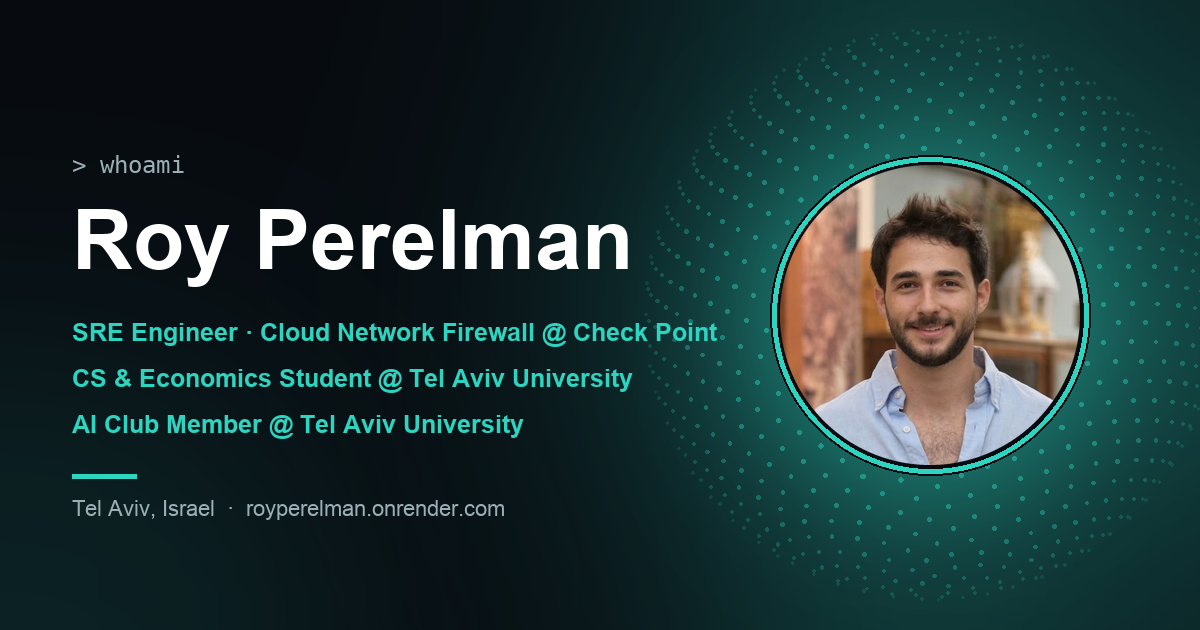 > whoami
Roy Perelman
SRE Engineer · Cloud Network Firewall @ Check Point
CS & Economics Student @ Tel Aviv University
AI Club Member @ Tel Aviv University
Tel Aviv, Israel · royperelman.onrender.com